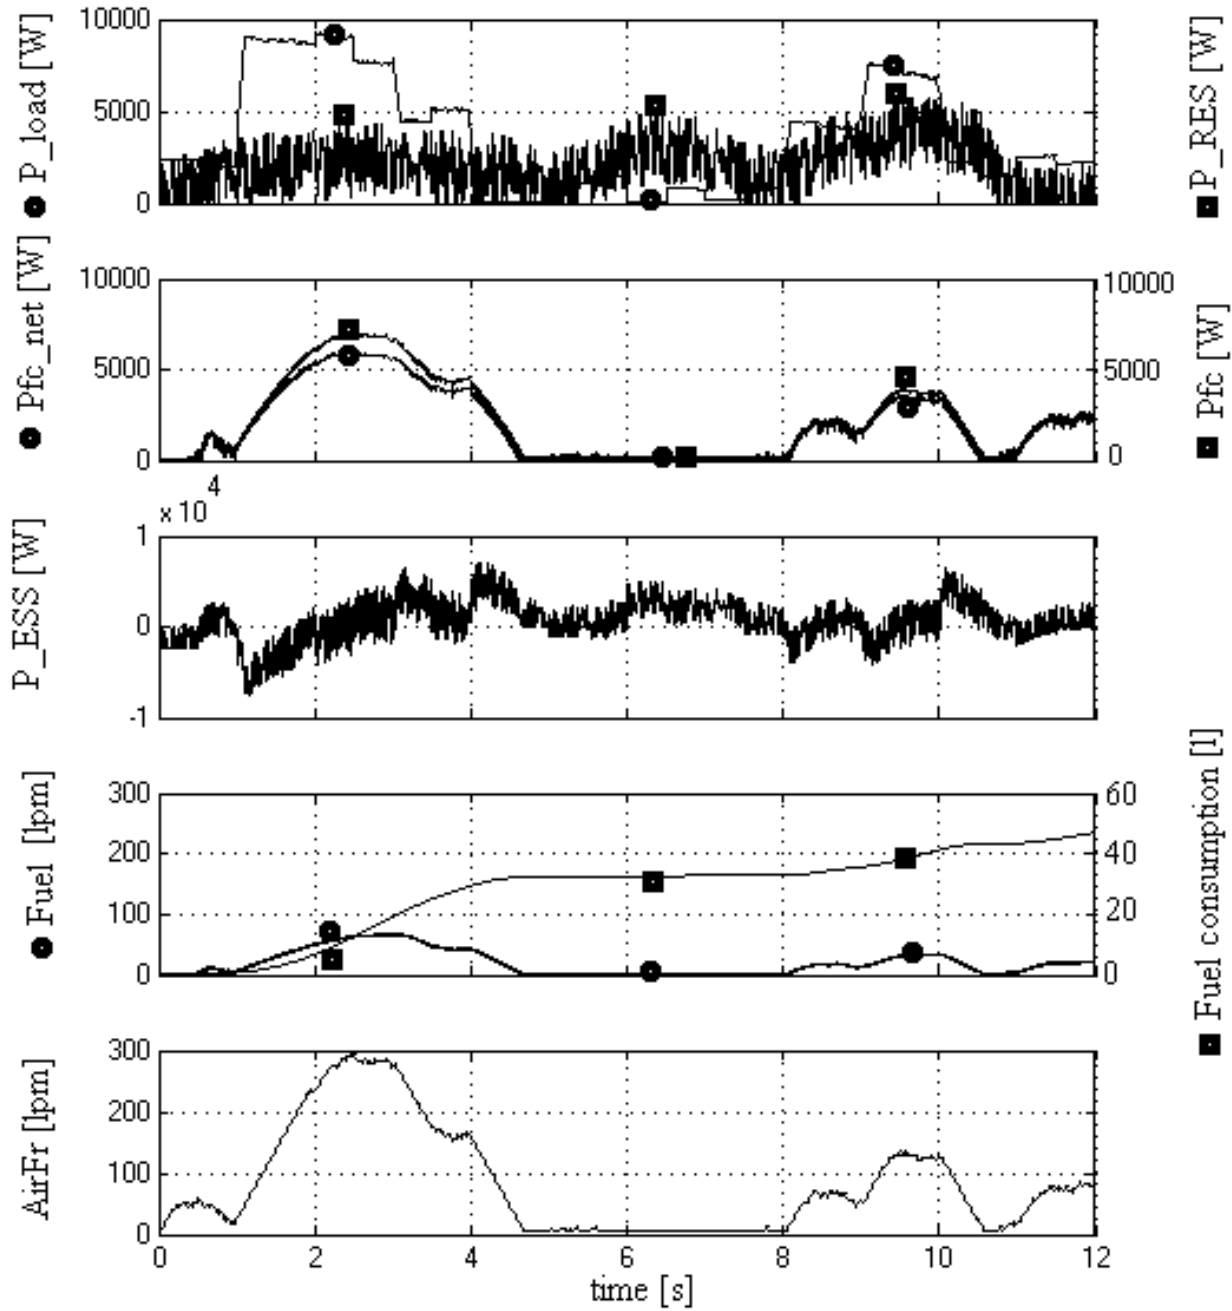 P_load [W]
10000
5000
0
P_RES [W]
Pfc_net [W]
10000
5000
0
10000
5000
0
Pfc [W]
P_ESS [W]
x 10 4
1
0
-1
Fuel [lpm]
300
200
100
0
60
40
20
0
Fuel consumption [l]
AirFr [lpm]
300
200
100
0
0 2 4 6 8 10 12
time [s]